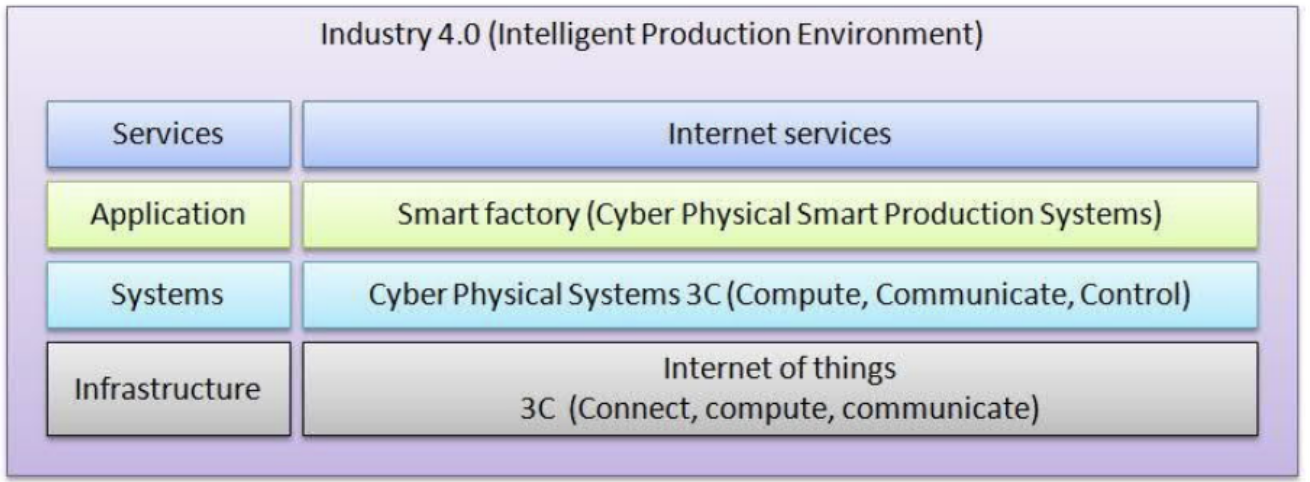 Industry 4.0 (Intelligent Production Environment)
Services
Internet services
Application
Smart factory (Cyber Physical Smart Production Systems)
Systems
Cyber Physical Systems 3C (Compute, Communicate, Control)
Infrastructure
Internet of things
3C (Connect, compute, communicate)